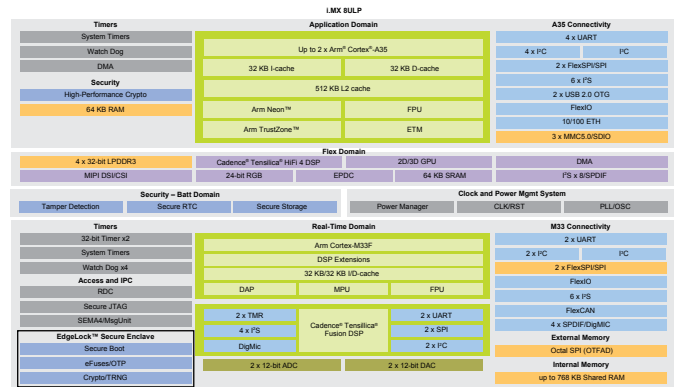 i.MX 8ULP
Timers
System Timers
Watch Dog
DMA
Security
High-Performance Crypto
64 KB RAM
Application Domain
Up to 2 x Arm® Cortex®-A35
32 KB I-cache
32 KB D-cache
512 KB L2 cache
Arm Neon™
FPU
Arm TrustZone™
ETM
A35 Connectivity
4 x UART
4 x I²C
I³C
2 x FlexSPI/SPI
6 x I²S
2 x USB 2.0 OTG
FlexIO
10/100 ETH
3 x MMC5.0/SDIO
Flex Domain
4 x 32-bit LPDDR3
Cadence® Tensilica® HiFi 4 DSP
2D/3D GPU
DMA
MIPI DSI/CSI
24-bit RGB
EPDC
64 KB SRAM
I²S x 8/SPDIF
Security – Batt Domain
Tamper Detection
Secure RTC
Secure Storage
Clock and Power Mgmt System
Power Manager
CLK/RST
PLL/OSC
Timers
32-bit Timer x2
System Timers
Watch Dog x4
Access and IPC
RDC
Secure JTAG
SEMA4/MsgUnit
EdgeLock™ Secure Enclave
Secure Boot
eFuses/OTP
Crypto/TRNG
Real-Time Domain
Arm Cortex-M33F
DSP Extensions
32 KB/32 KB I/D-cache
DAP
MPU
FPU
2 x TMR
4 x I²S
DigMic
Cadence® Tensillica®
Fusion DSP
2 x UART
2 x SPI
2 x I²C
2 x 12-bit ADC
2 x 12-bit DAC
M33 Connectivity
2 x UART
2 x I²C
I³C
2 x FlexSPI/SPI
FlexIO
6 x I²S
FlexCAN
4 x SPDIF/DigMIC
External Memory
Octal SPI (OTFAD)
Internal Memory
up to 768 KB Shared RAM